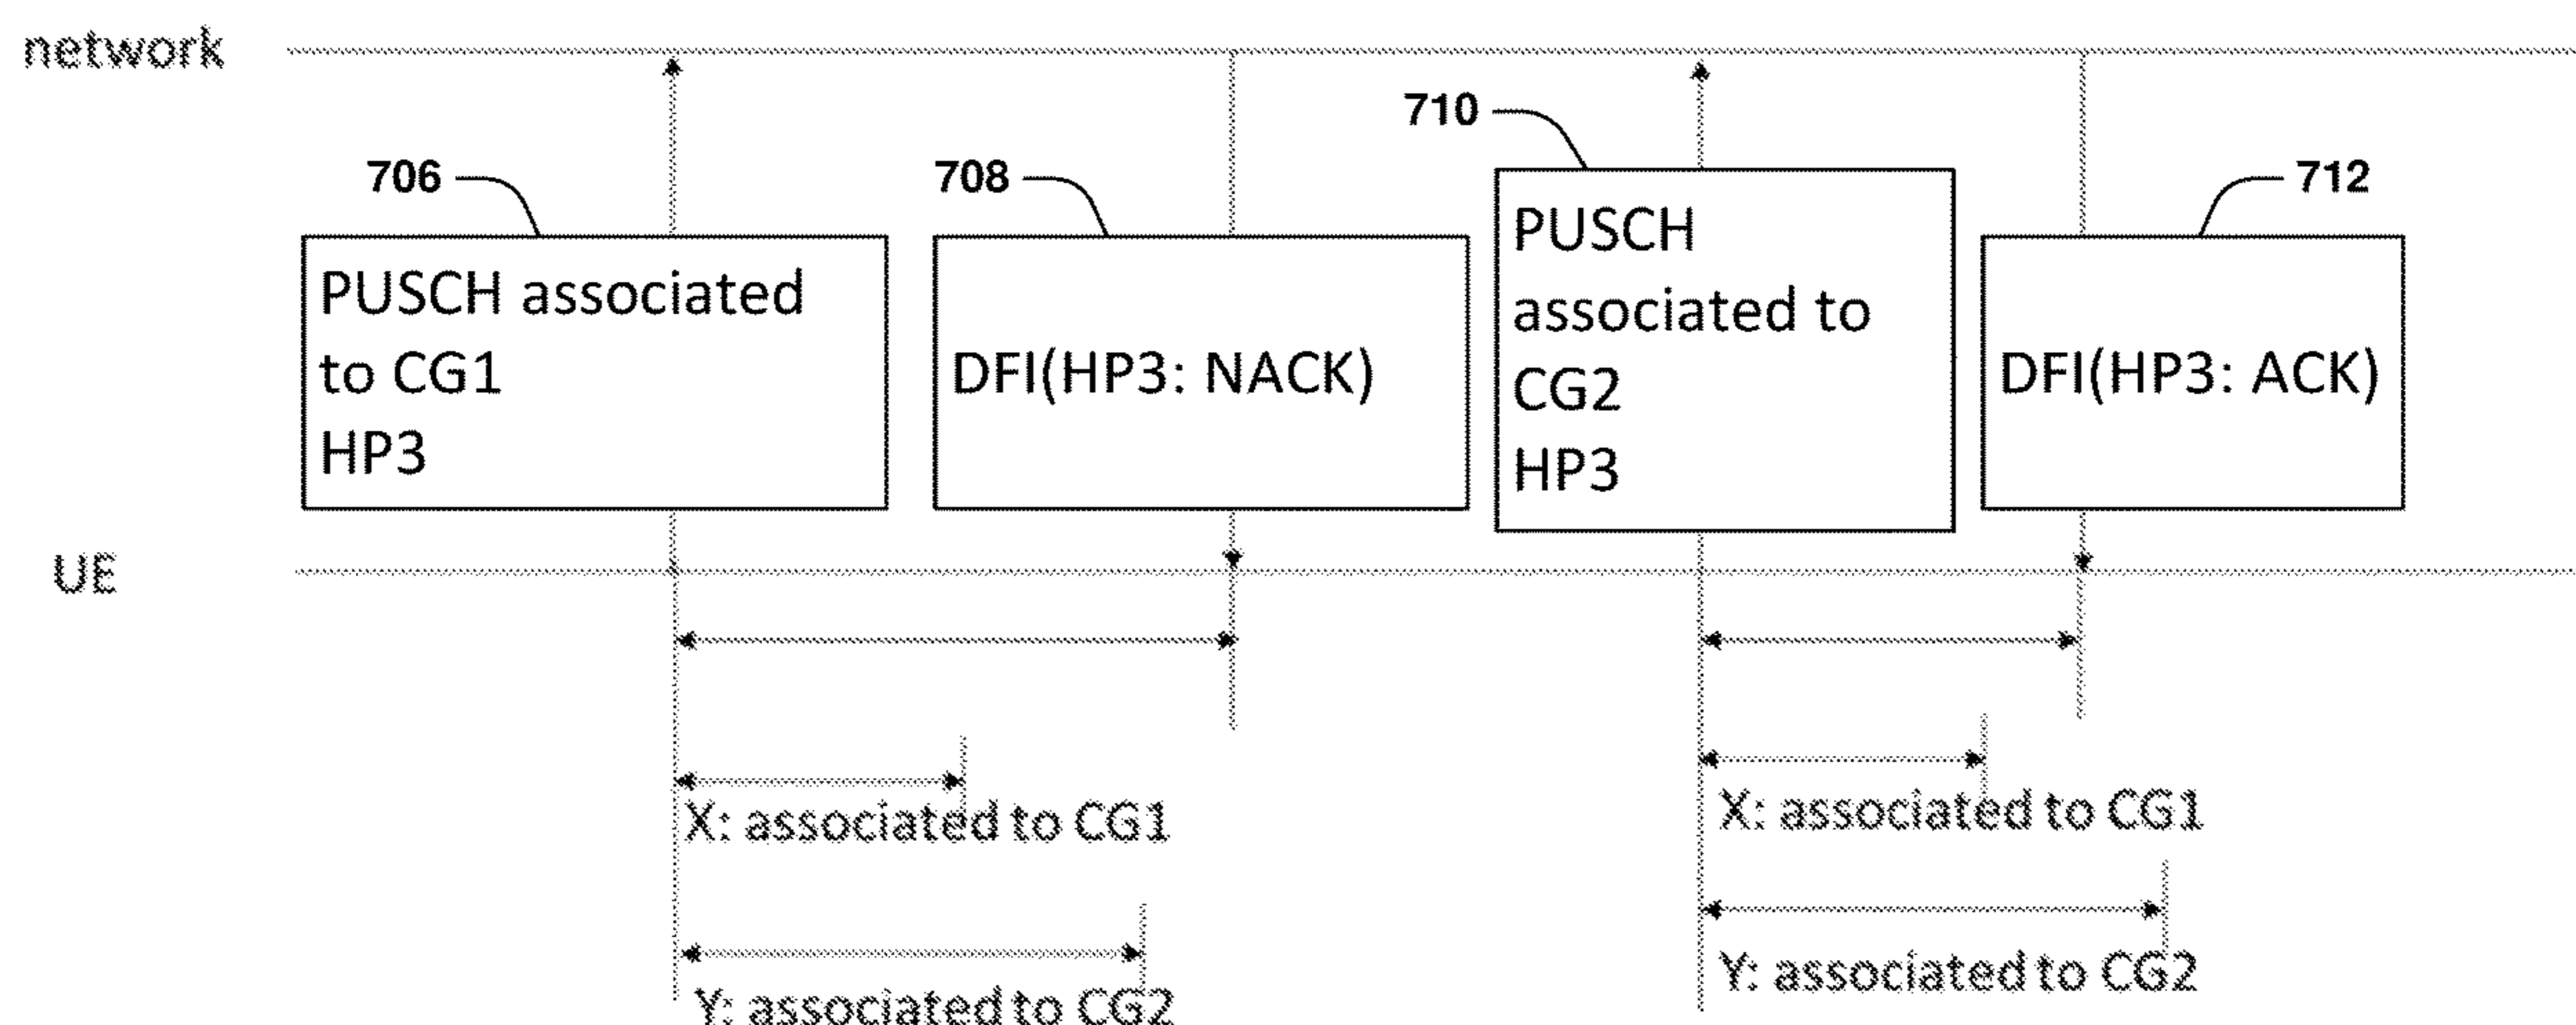 network
706
PUSCH associated
to CG1
HP3
708
DFI(HP3: NACK)
710
PUSCH
associated to
CG2
HP3
712
DFI(HP3: ACK)
UE
X: associated to CG1
Y: associated to CG2
X: associated to CG1
Y: associated to CG2